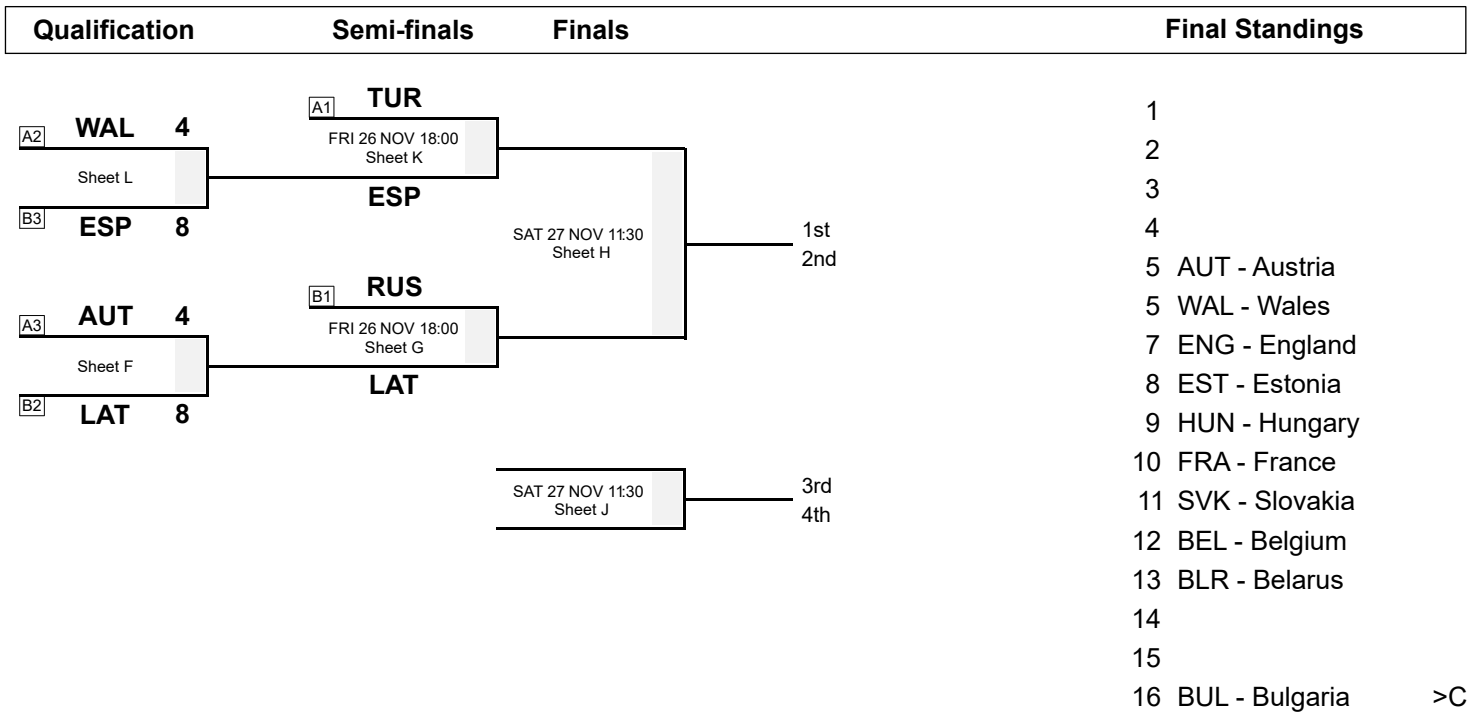 Qualification Semi-finals Finals Final Standings
A1 TUR
A2 WAL 4
FRI 26 NOV 18:00
Sheet K
Sheet L
ESP
B3 ESP 8
SAT 27 NOV 11:30
Sheet H
1st
2nd
B1 RUS
A3 AUT 4
FRI 26 NOV 18:00
Sheet G
Sheet F
LAT
B2 LAT 8
SAT 27 NOV 11:30
Sheet J
3rd
4th
1
2
3
4
5 AUT - Austria
5 WAL - Wales
7 ENG - England
8 EST - Estonia
9 HUN - Hungary
10 FRA - France
11 SVK - Slovakia
12 BEL - Belgium
13 BLR - Belarus
14
15
16 BUL - Bulgaria >C